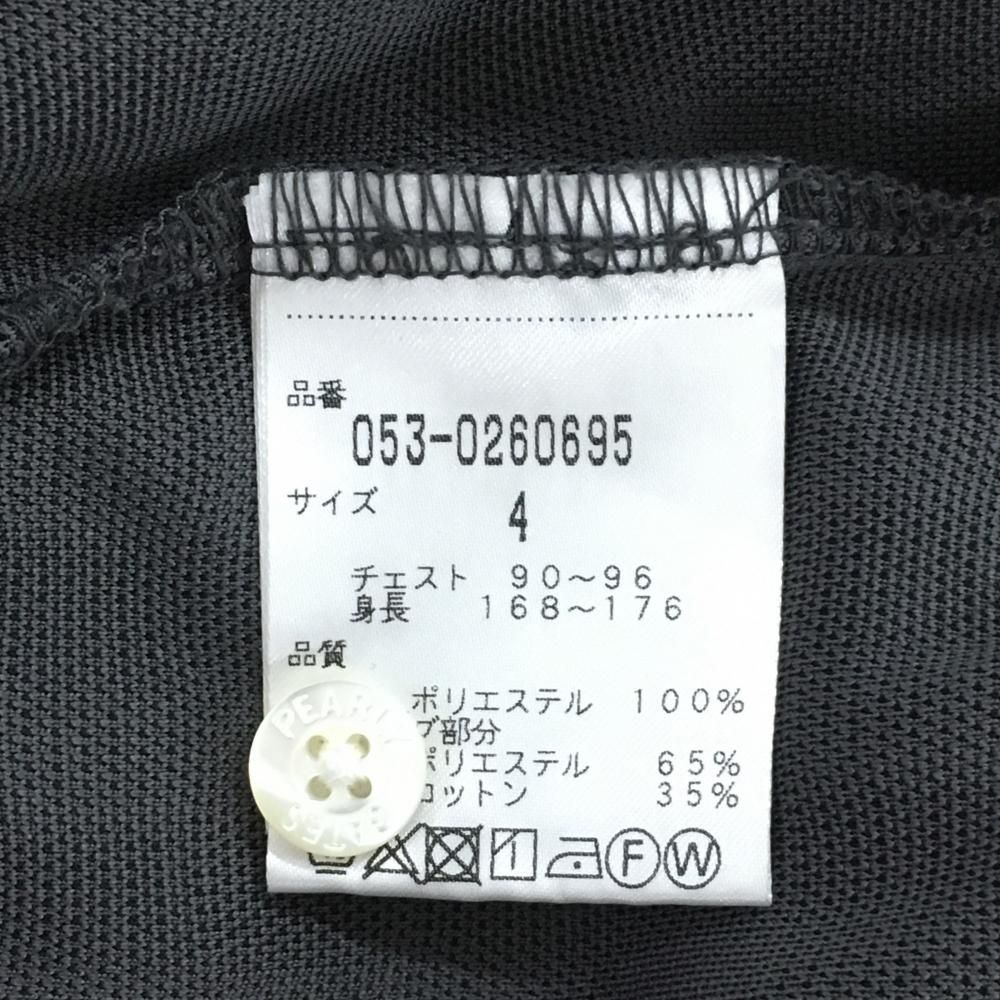 品番
053-0260695
サイズ 4
チェスト 90～96
身長 168～176
品質
ポリエステル 100%
ブ部分
ポリエステル 65%
コットン 35%
PEARLY
GATES
F W